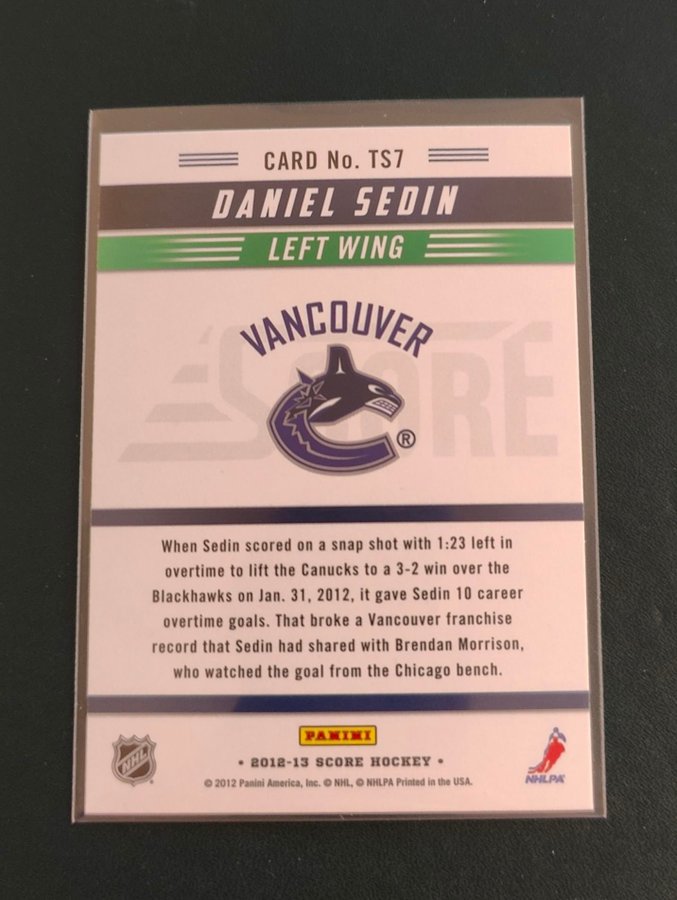 CARD No. TS7
DANIEL SEDIN
LEFT WING
VANCOUVER
SCORE
®
When Sedin scored on a snap shot with 1:23 left in
overtime to lift the Canucks to a 3-2 win over the
Blackhawks on Jan. 31, 2012, it gave Sedin 10 career
overtime goals. That broke a Vancouver franchise
record that Sedin had shared with Brendan Morrison,
who watched the goal from the Chicago bench.
PANINI
NHL
• 2012-13 SCORE HOCKEY •
NHLPA
© 2012 Panini America, Inc. © NHL, © NHLPA Printed in the USA.